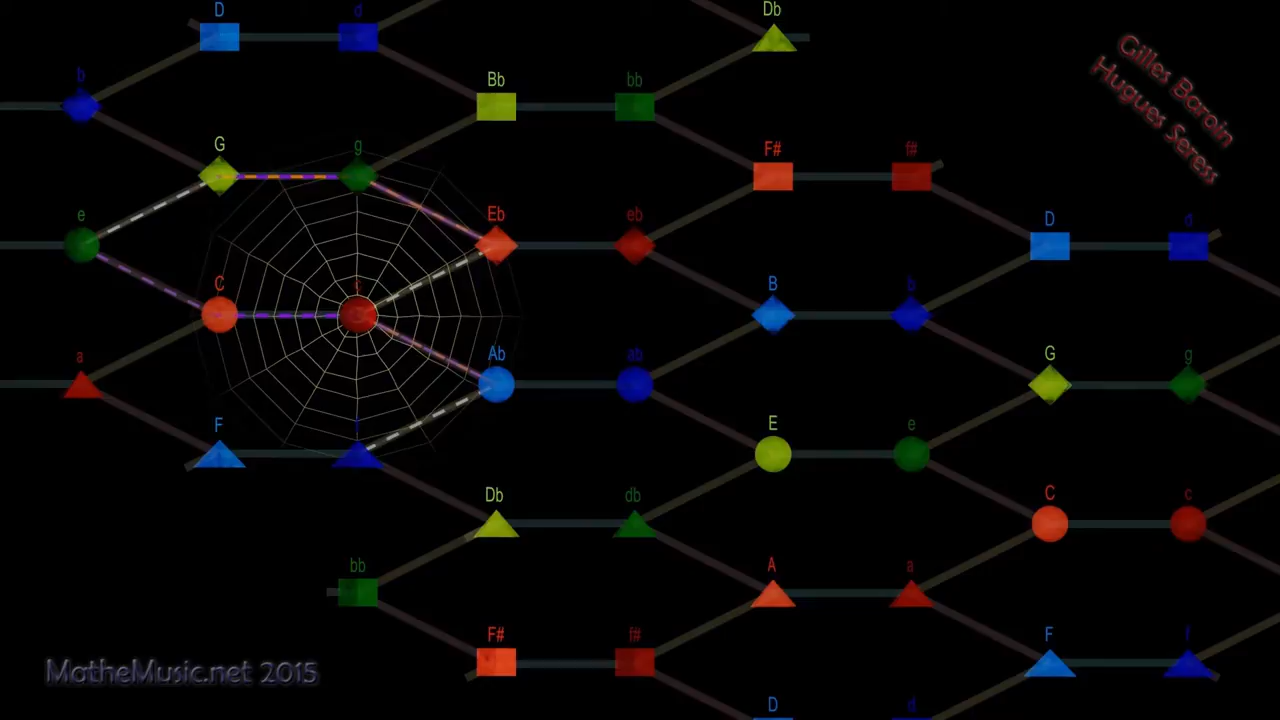 D d Db
b Bb bb
G g F# f#
Gilles Baroin
Hugues Seress
e Eb eb D d
C c B b
a Ab ab G g
F f E e
Db db C c
bb A a
F# f# F f
MatheMusic.net 2015
D d